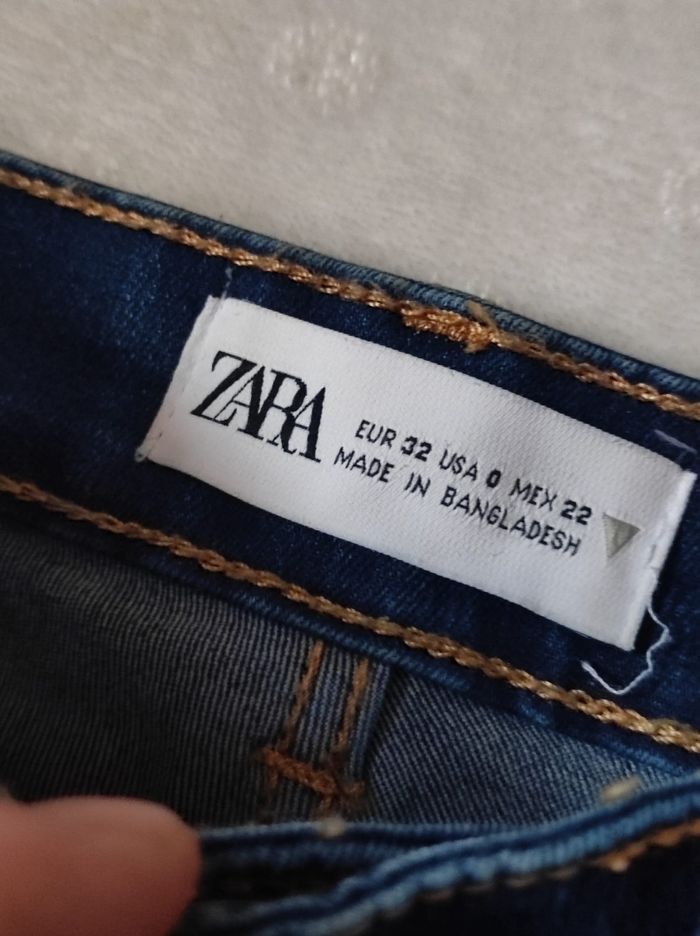 ZARA
EUR 32 USA 0 MEX 22
MADE IN BANGLADESH